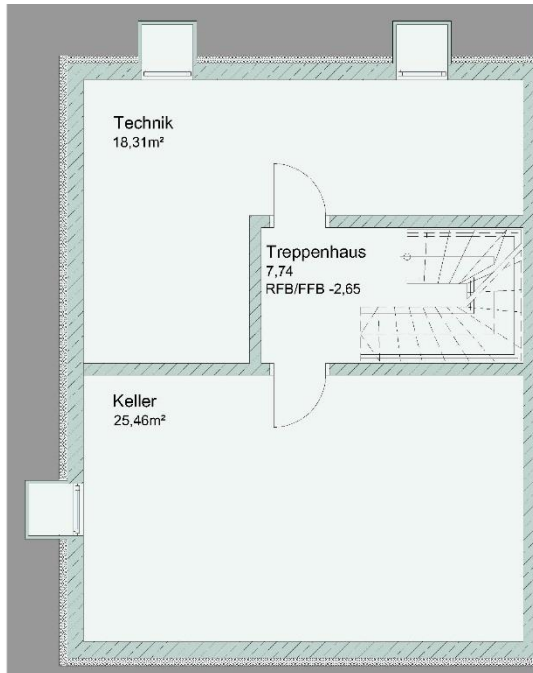 Technik
18,31m²
Treppenhaus
7,74
RFB/FFB -2,65
Keller
25,46m²